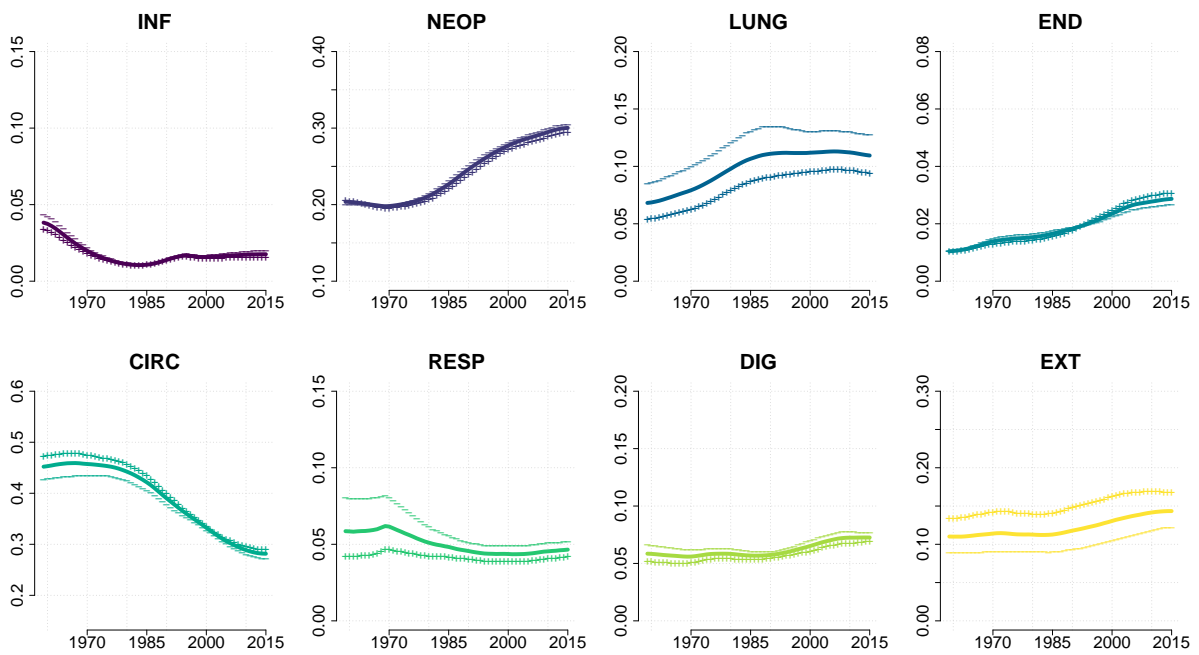 INF NEOP LUNG END
0.15 0.40 0.20 0.08
0.10 0.30 0.15 0.06
0.05 0.20 0.10 0.04
0.00 0.10 0.05 0.02
0.00 0.00
1970 1985 2000 2015 1970 1985 2000 2015 1970 1985 2000 2015 1970 1985 2000 2015
CIRC RESP DIG EXT
0.6 0.15 0.20 0.30
0.5 0.10 0.15 0.20
0.4 0.05 0.10 0.10
0.3 0.00 0.05 0.00
0.2 0.00
1970 1985 2000 2015 1970 1985 2000 2015 1970 1985 2000 2015 1970 1985 2000 2015